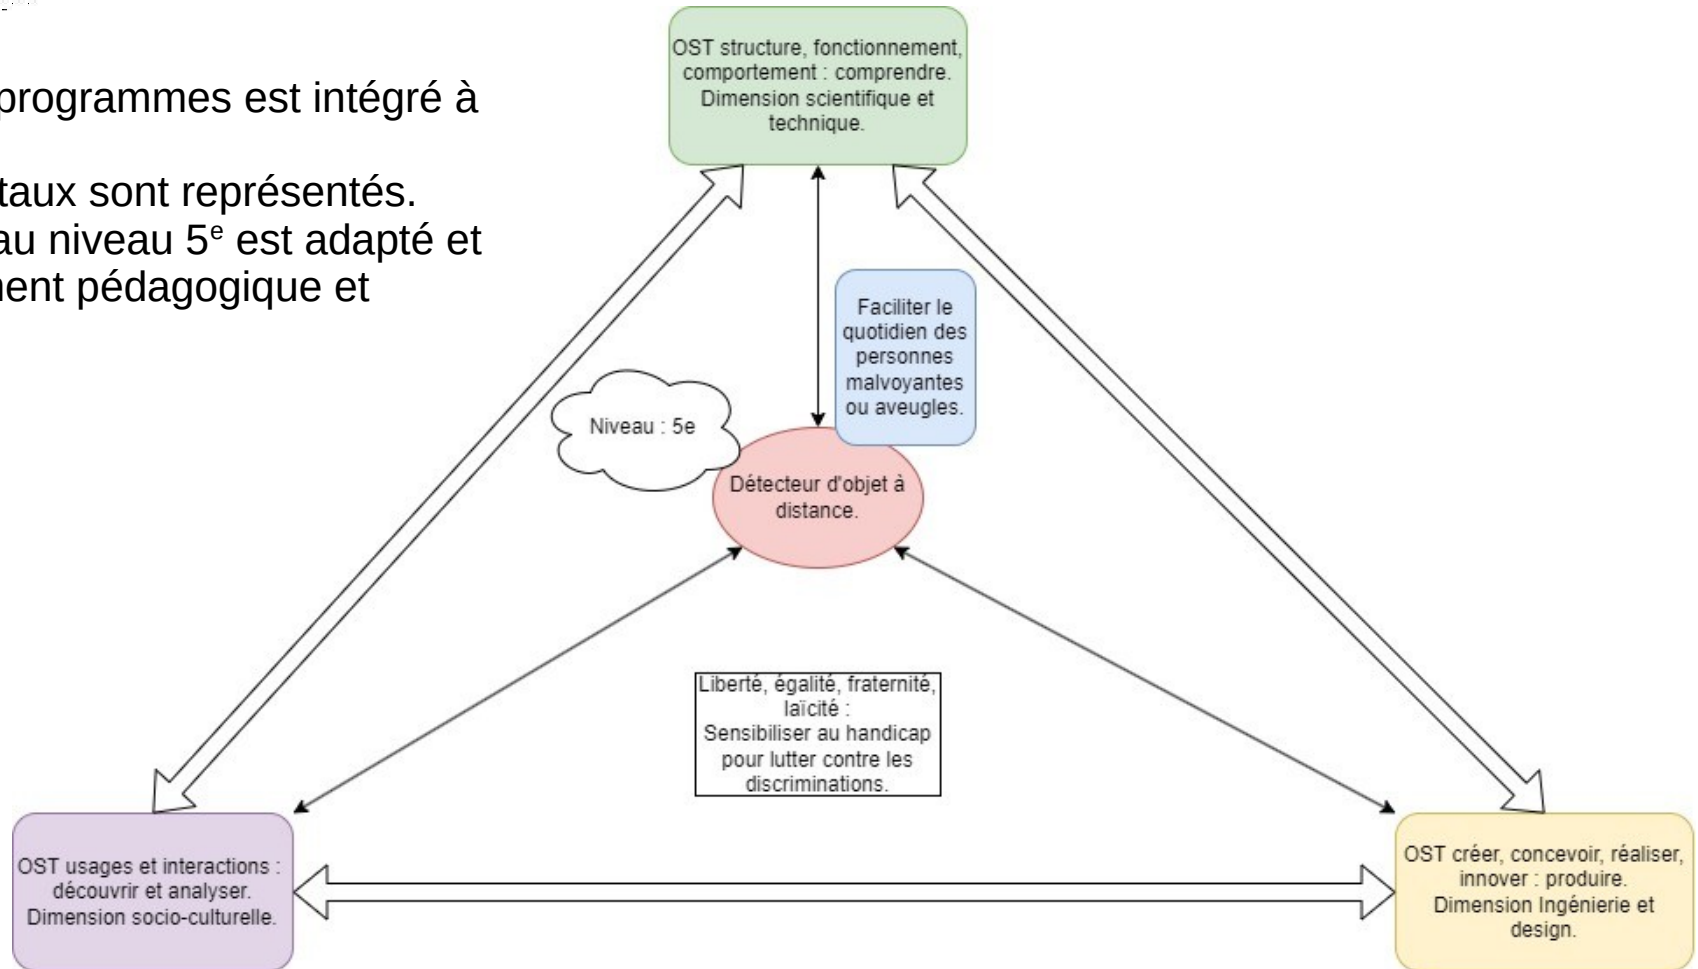 programmes est intégré à
taux sont représentés.
au niveau 5e est adapté et
ment pédagogique et
OST structure, fonctionnement,
comportement : comprendre.
Dimension scientifique et
technique.
Faciliter le
quotidien des
personnes
malvoyantes
ou aveugles.
Niveau : 5e
Détecteur d'objet à
distance.
Liberté, égalité, fraternité,
laïcité :
Sensibiliser au handicap
pour lutter contre les
discriminations.
OST usages et interactions :
découvrir et analyser.
Dimension socio-culturelle.
OST créer, concevoir, réaliser,
innover : produire.
Dimension Ingénierie et
design.